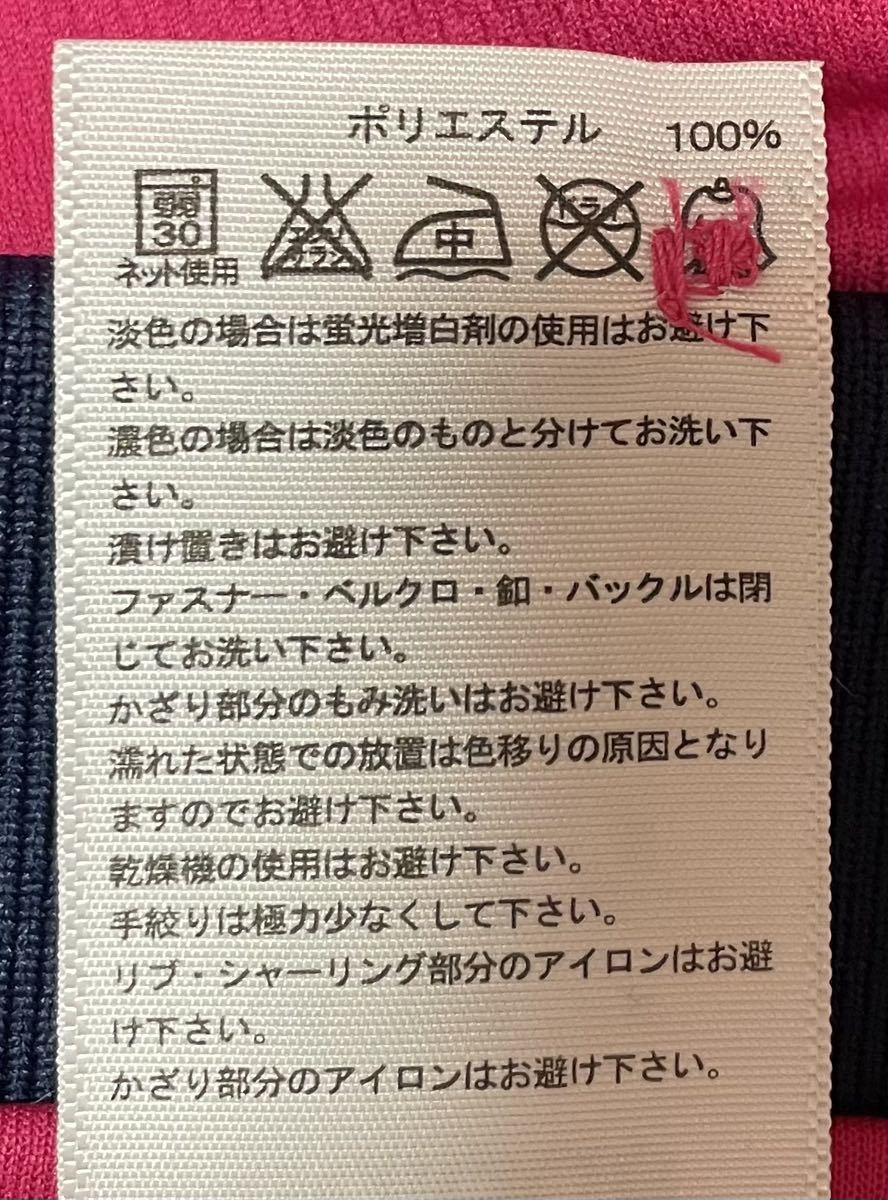 ポリエステル 100%
弱 中 ドライ
30 エンソ サラシ
ネット使用
淡色の場合は蛍光増白剤の使用はお避け下
さい。
濃色の場合は淡色のものと分けてお洗い下
さい。
漬け置きはお避け下さい。
ファスナー・ベルクロ・釦・バックルは閉
じてお洗い下さい。
かざり部分のもみ洗いはお避け下さい。
濡れた状態での放置は色移りの原因となり
ますのでお避け下さい。
乾燥機の使用はお避け下さい。
手絞りは極力少なくして下さい。
リブ・シャーリング部分のアイロンはお避
け下さい。
かざり部分のアイロンはお避け下さい。